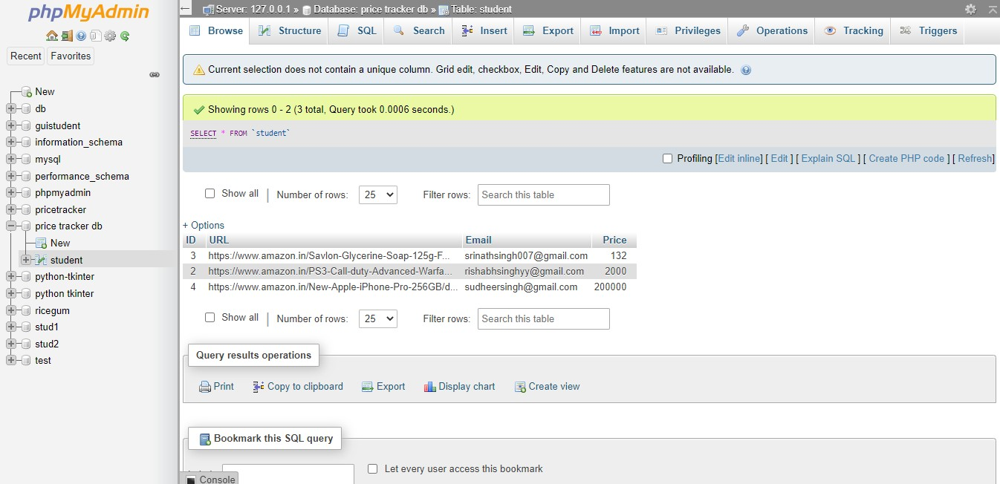 phpMyAdmin
Recent Favorites
New
db
guistudent
information_schema
mysql
performance_schema
phpmyadmin
pricetracker
price tracker db
New
student
python-tkinter
python tkinter
ricegum
stud1
stud2
test
Server: 127.0.0.1 » Database: price tracker db » Table: student
Browse Structure SQL Search Insert Export Import Privileges Operations Tracking Triggers
Current selection does not contain a unique column. Grid edit, checkbox, Edit, Copy and Delete features are not available.
Showing rows 0 - 2 (3 total, Query took 0.0006 seconds.)
SELECT * FROM `student`
Profiling [Edit inline] [ Edit ] [ Explain SQL ] [ Create PHP code ] [ Refresh]
Show all | Number of rows: 25 Filter rows: Search this table
+ Options
ID URL Email Price
3 https://www.amazon.in/Savlon-Glycerine-Soap-125g-F... srinathsingh007@gmail.com 132
2 https://www.amazon.in/PS3-Call-duty-Advanced-Warfa... rishabhsinghyy@gmail.com 2000
4 https://www.amazon.in/New-Apple-iPhone-Pro-256GB/d... sudheersingh@gmail.com 200000
Show all | Number of rows: 25 Filter rows: Search this table
Query results operations
Print Copy to clipboard Export Display chart Create view
Bookmark this SQL query
Let every user access this bookmark
Console